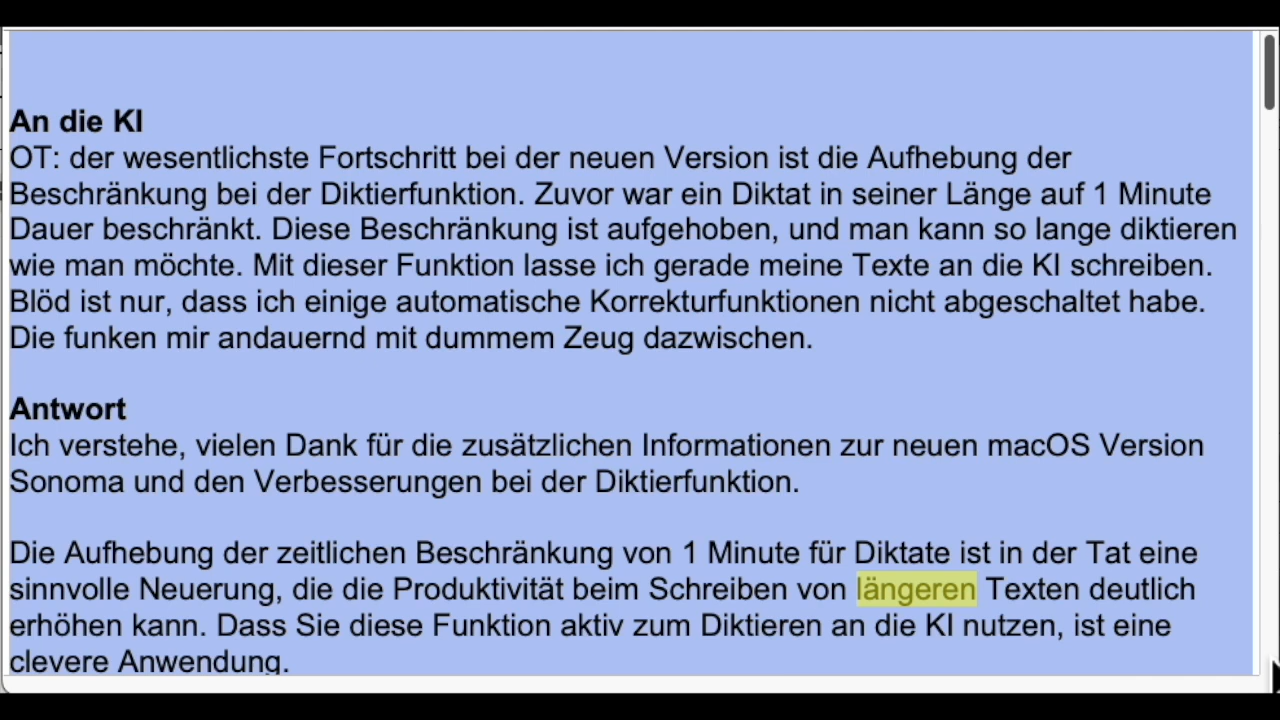 An die KI
OT: der wesentlichste Fortschritt bei der neuen Version ist die Aufhebung der
Beschränkung bei der Diktierfunktion. Zuvor war ein Diktat in seiner Länge auf 1 Minute
Dauer beschränkt. Diese Beschränkung ist aufgehoben, und man kann so lange diktieren
wie man möchte. Mit dieser Funktion lasse ich gerade meine Texte an die KI schreiben.
Blöd ist nur, dass ich einige automatische Korrekturfunktionen nicht abgeschaltet habe.
Die funken mir andauernd mit dummem Zeug dazwischen.
Antwort
Ich verstehe, vielen Dank für die zusätzlichen Informationen zur neuen macOS Version
Sonoma und den Verbesserungen bei der Diktierfunktion.
Die Aufhebung der zeitlichen Beschränkung von 1 Minute für Diktate ist in der Tat eine
sinnvolle Neuerung, die die Produktivität beim Schreiben von längeren Texten deutlich
erhöhen kann. Dass Sie diese Funktion aktiv zum Diktieren an die KI nutzen, ist eine
clevere Anwendung.